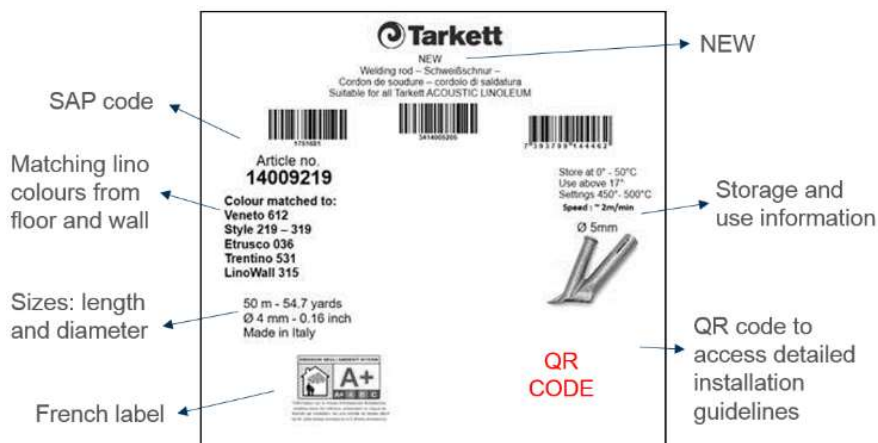 Tarkett
NEW
Welding rod – Schweißschnur –
Cordon de soudure – cordolo di saldatura
Suitable for all Tarkett ACOUSTIC LINOLEUM
NEW
SAP code
Article no.
14009219
Matching lino
colours from
floor and wall
Colour matched to:
Veneto 612
Style 219 – 319
Etrusco 036
Trentino 531
LinoWall 315
Store at 0° - 50°C
Use above 17°
Settings 450°- 500°C
Speed : ~ 2m/min
Ø 5mm
Storage and
use information
Sizes: length
and diameter
50 m - 54.7 yards
Ø 4 mm - 0.16 inch
Made in Italy
French label
A+
QR
CODE
QR code to
access detailed
installation
guidelines